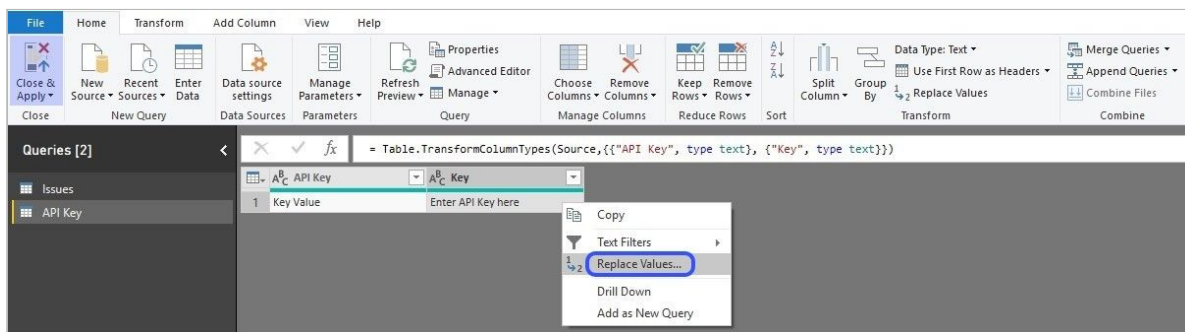 File Home Transform Add Column View Help
Close & Apply
New Source
Recent Sources
Enter Data
Data source settings
Manage Parameters
Refresh Preview
Properties
Advanced Editor
Manage
Choose Columns
Remove Columns
Keep Rows
Remove Rows
Split Column
Group By
Data Type: Text
Use First Row as Headers
Replace Values
Merge Queries
Append Queries
Combine Files
Close New Query Data Sources Parameters Query Manage Columns Reduce Rows Sort Transform Combine
Queries [2]
Issues
API Key
fx = Table.TransformColumnTypes(Source,{{"API Key", type text}, {"Key", type text}})
ABC API Key ABC Key
1 Key Value Enter API Key here
Copy
Text Filters
Replace Values...
Drill Down
Add as New Query